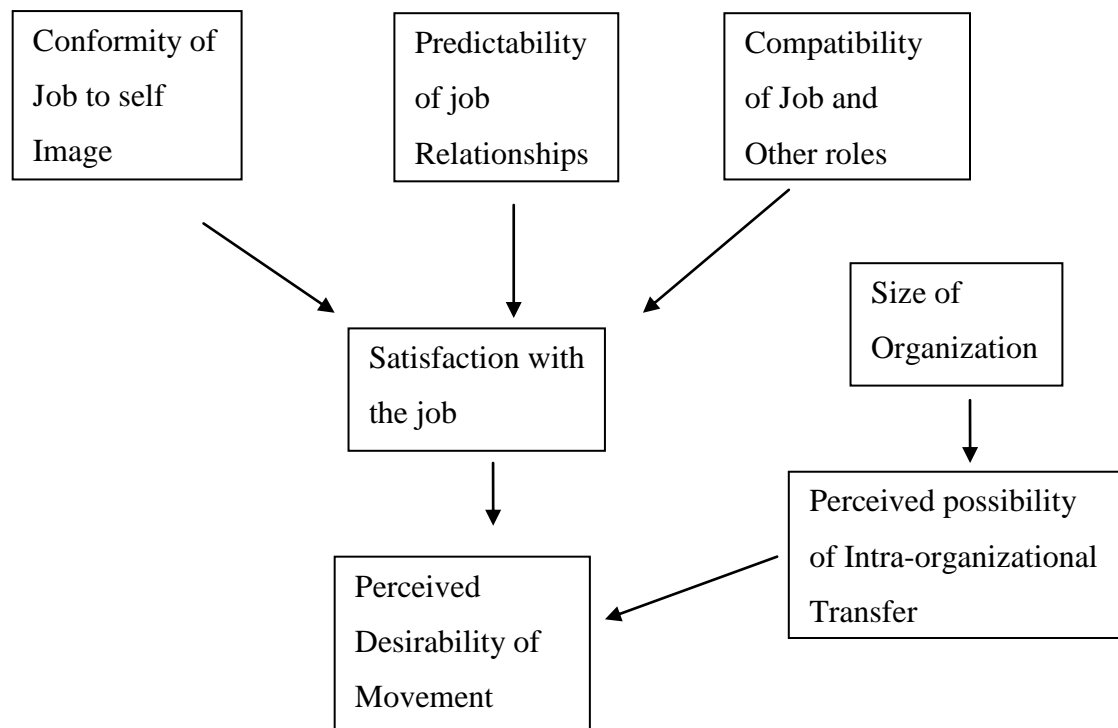 Conformity of
Job to self
Image
Predictability
of job
Relationships
Compatibility
of Job and
Other roles
Size of
Organization
Satisfaction with
the job
Perceived possibility
of Intra-organizational
Transfer
Perceived
Desirability of
Movement